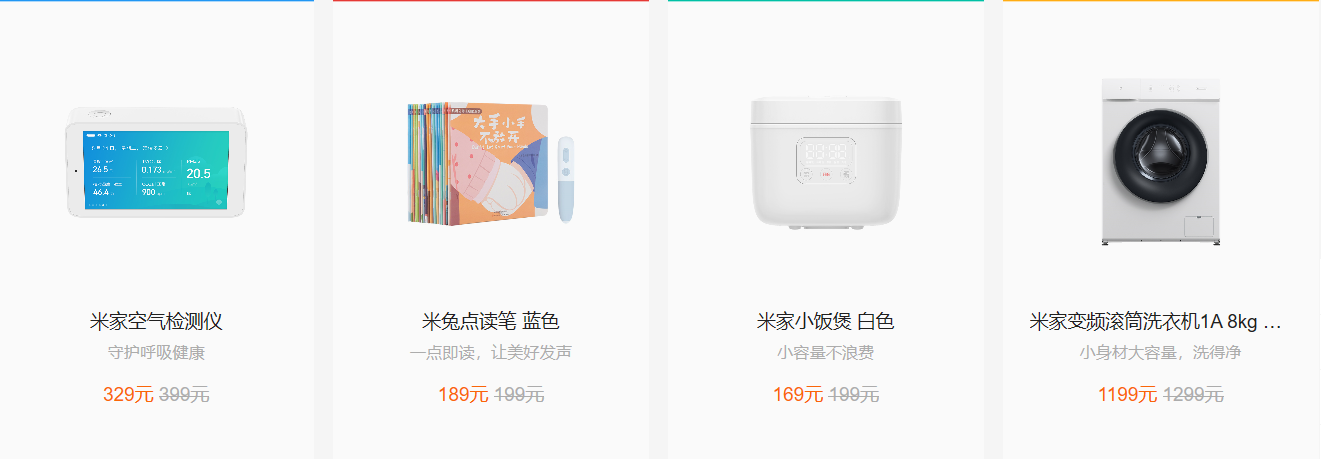 26.5
0.173
20.5
46.4
900
大手小手
不放开
米家空气检测仪
守护呼吸健康
329元 399元
米兔点读笔 蓝色
一点即读，让美好发声
189元 199元
米家小饭煲 白色
小容量不浪费
169元 199元
米家变频滚筒洗衣机1A 8kg ...
小身材大容量，洗得净
1199元 1299元